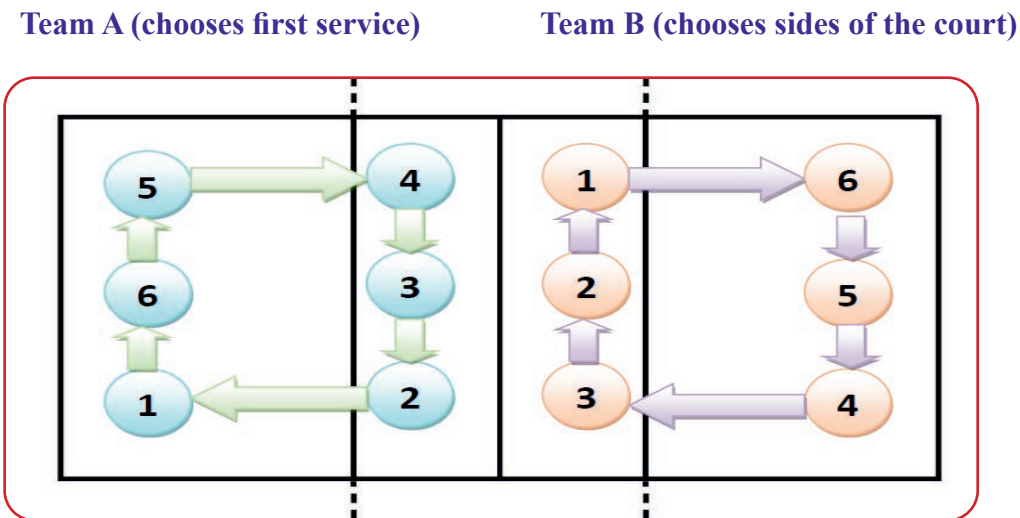 Team A (chooses first service) Team B (chooses sides of the court)
5 4 1 6
6 3 2 5
1 2 3 4